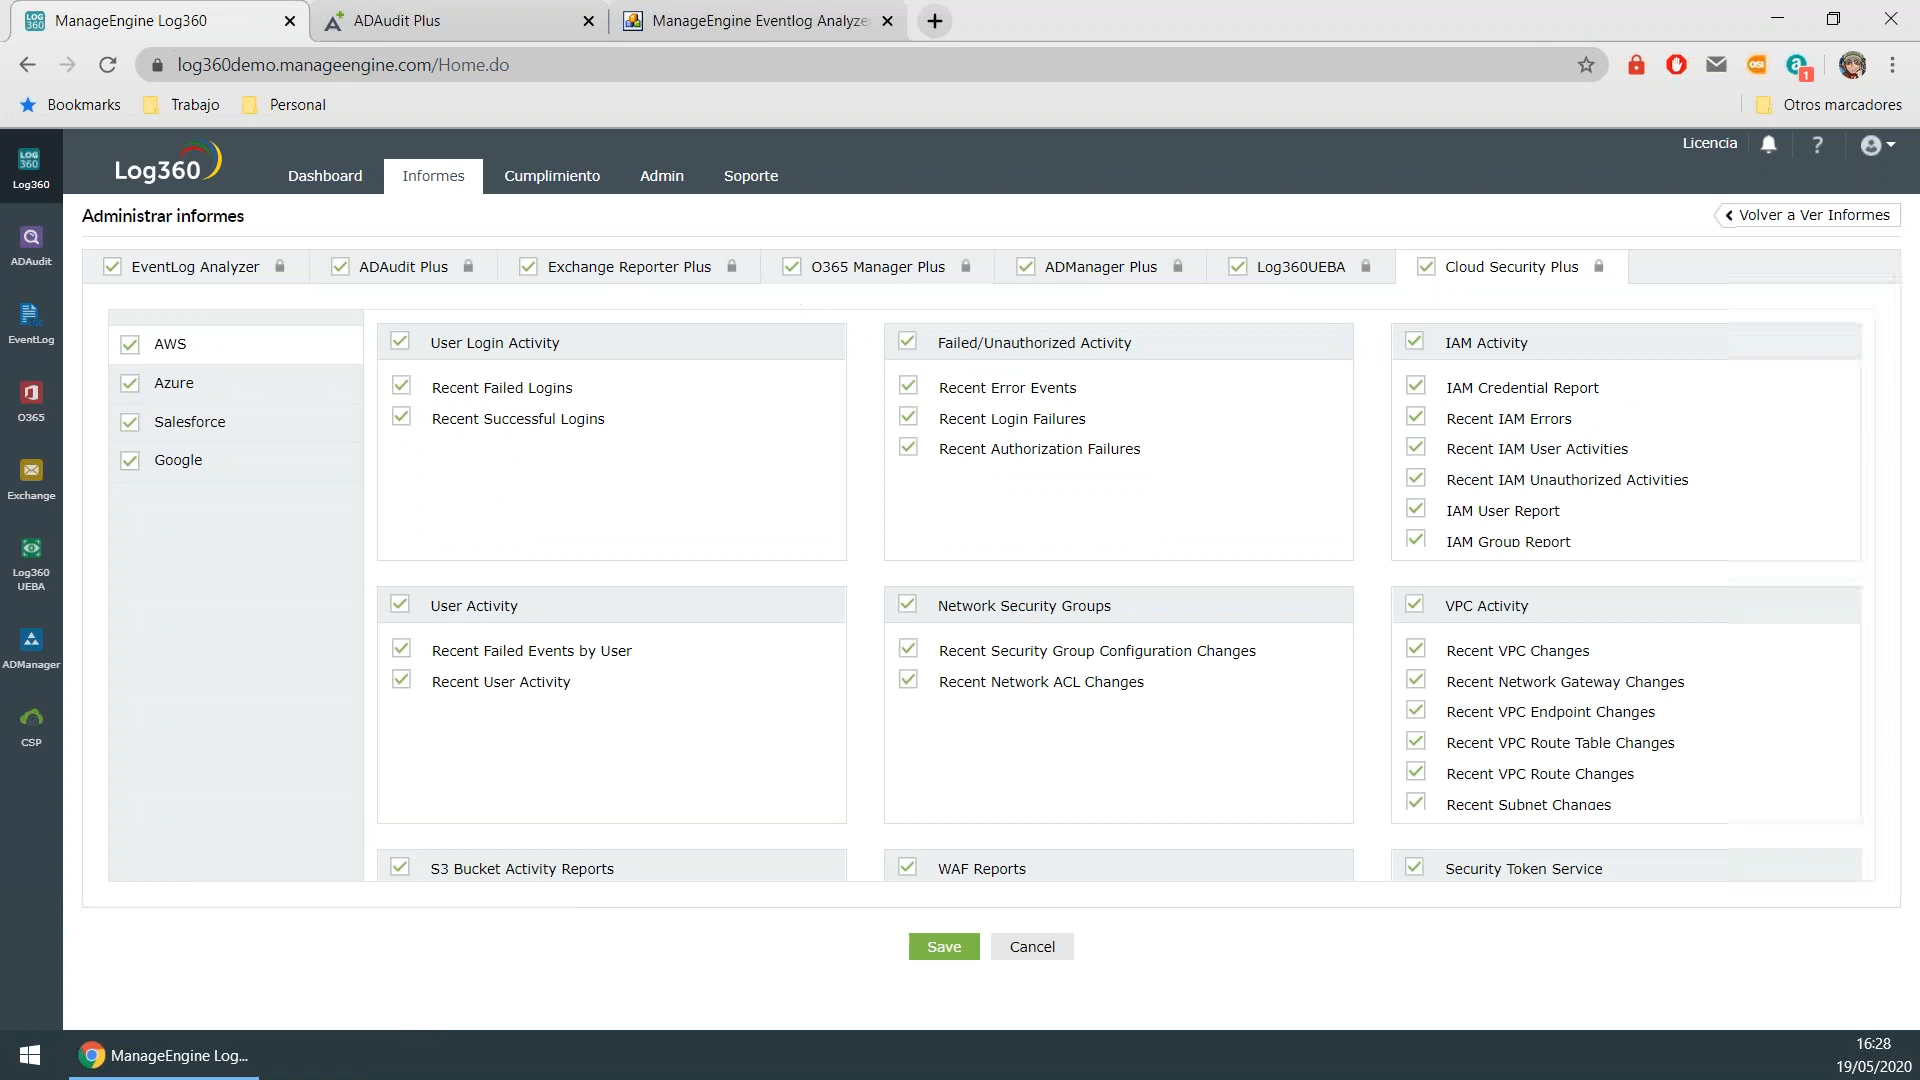 ManageEngine Log360
ADAudit Plus
ManageEngine Eventlog Analyze
log360demo.manageengine.com/Home.do
1
Bookmarks
Trabajo
Personal
Otros marcadores
LOG 360
Log360
Log360
Dashboard
Informes
Cumplimiento
Admin
Soporte
Licencia
?
Administrar informes
Volver a Ver Informes
ADAudit
EventLog
O365
Exchange
Log360
UEBA
ADManager
CSP
EventLog Analyzer
ADAudit Plus
Exchange Reporter Plus
O365 Manager Plus
ADManager Plus
Log360UEBA
Cloud Security Plus
AWS
Azure
Salesforce
Google
User Login Activity
Recent Failed Logins
Recent Successful Logins
Failed/Unauthorized Activity
Recent Error Events
Recent Login Failures
Recent Authorization Failures
IAM Activity
IAM Credential Report
Recent IAM Errors
Recent IAM User Activities
Recent IAM Unauthorized Activities
IAM User Report
IAM Group Report
User Activity
Recent Failed Events by User
Recent User Activity
Network Security Groups
Recent Security Group Configuration Changes
Recent Network ACL Changes
VPC Activity
Recent VPC Changes
Recent Network Gateway Changes
Recent VPC Endpoint Changes
Recent VPC Route Table Changes
Recent VPC Route Changes
Recent Subnet Changes
S3 Bucket Activity Reports
WAF Reports
Security Token Service
Save
Cancel
ManageEngine Log...
16:28
19/05/2020